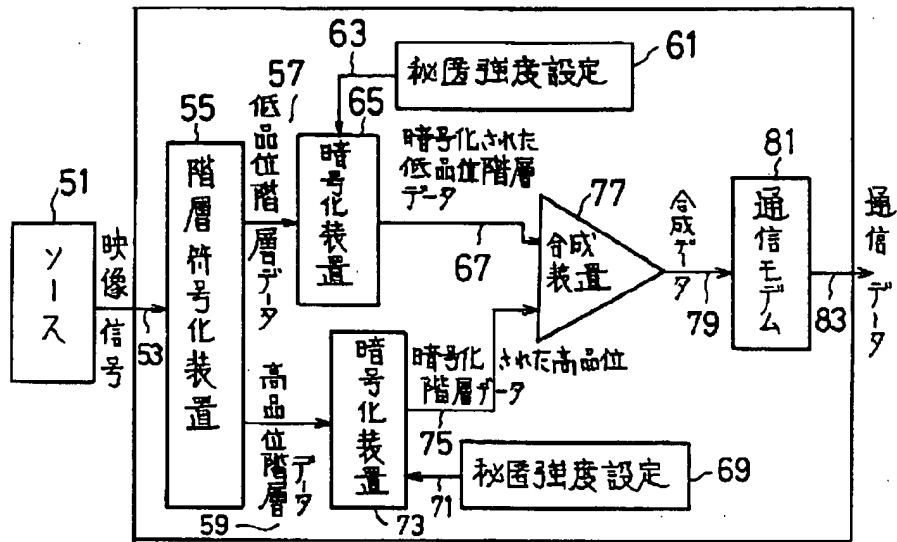 51
ソース
映像信号
53
55
階層符号化装置
57
低品位階層データ
高品位階層データ
59
63
秘匿強度設定
61
65
暗号化装置
暗号化された
低品位階層
データ
67
暗号化装置
73
暗号化された高品位
階層データ
75
71
秘匿強度設定
69
77
合成装置
合成データ
79
81
通信モデム
83
通信データ